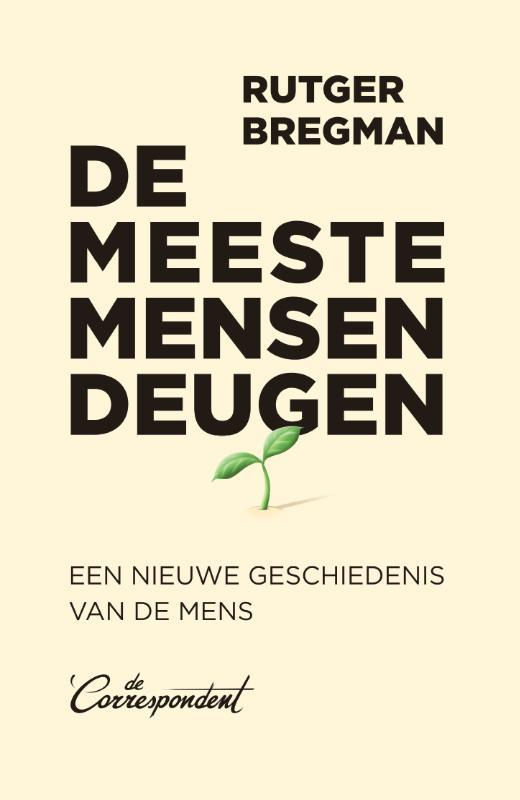 RUTGER
BREGMAN
DE
MEESTE
MENSEN
DEUGEN
EEN NIEUWE GESCHIEDENIS
VAN DE MENS
de
Correspondent